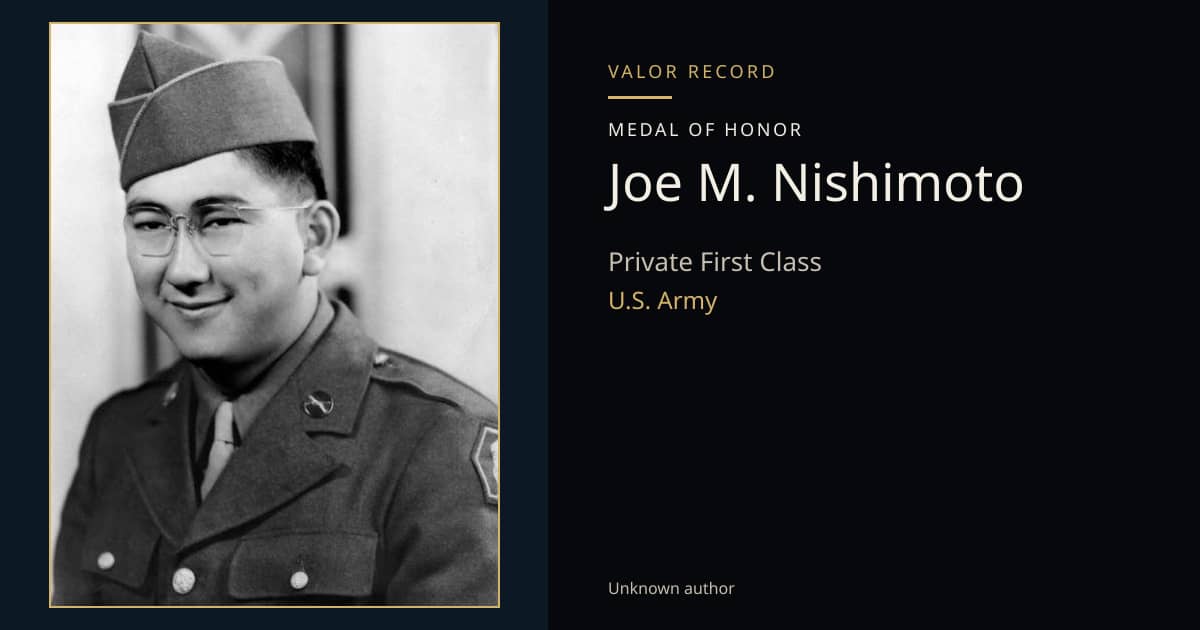 VALOR RECORD
MEDAL OF HONOR
Joe M. Nishimoto
Private First Class
U.S. Army
Unknown author